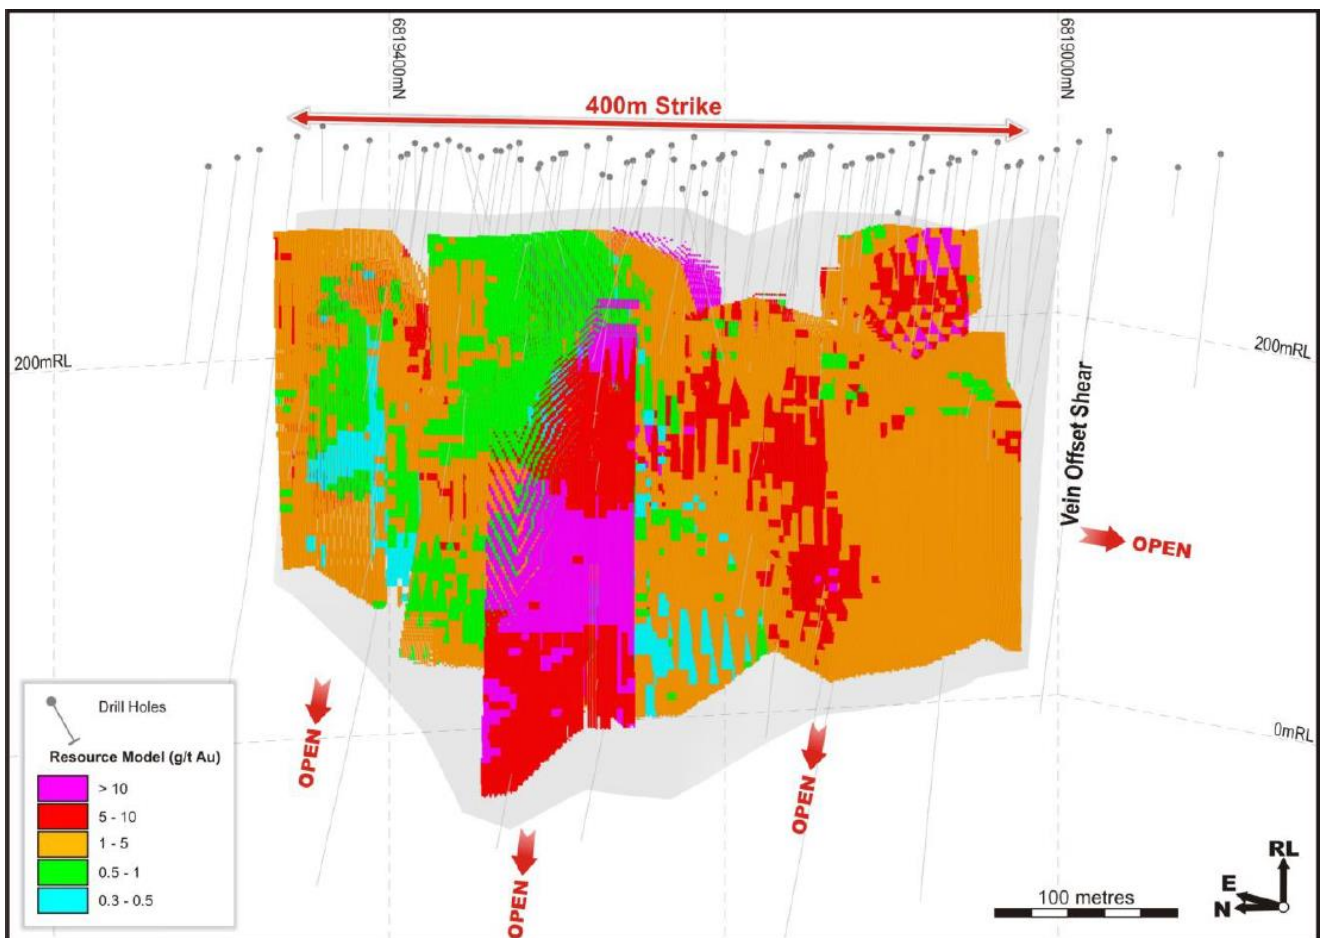 6819400mN
6819000mN
400m Strike
200mRL
200mRL
Vein Offset Shear
OPEN
0mRL
OPEN
OPEN
OPEN
Drill Holes
Resource Model (g/t Au)
> 10
5 - 10
1 - 5
0.5 - 1
0.3 - 0.5
100 metres
RL
E
N